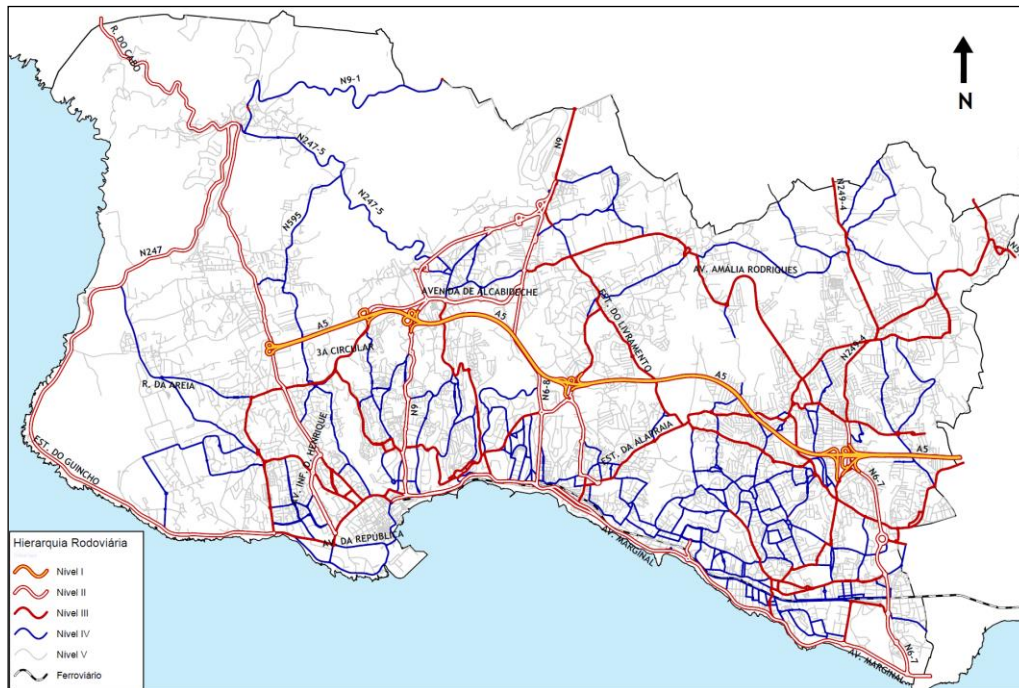 R. DO CABO
N
N9-1
N9
N247-5
N249-4
N247-5
N595
N247
AV. AMÁLIA RODRIQUES
AVENIDA DE ALCABIDECHE
EST. DO LIVRAMENTO
A5
A5
3A CIRCULAR
N249-4
A5
R. DA AREIA
N6-8
N9
AV. INF. D. HENRIQUE
EST. DO GUINCHO
EST. DA ALAPRAIA
A5
N6-7
AV. DA REPÚBLICA
AV. MARGINAL
N6-7
AV. MARGINAL
Hierarquia Rodoviária
Nível I
Nível II
Nível III
Nível IV
Nível V
Ferroviário